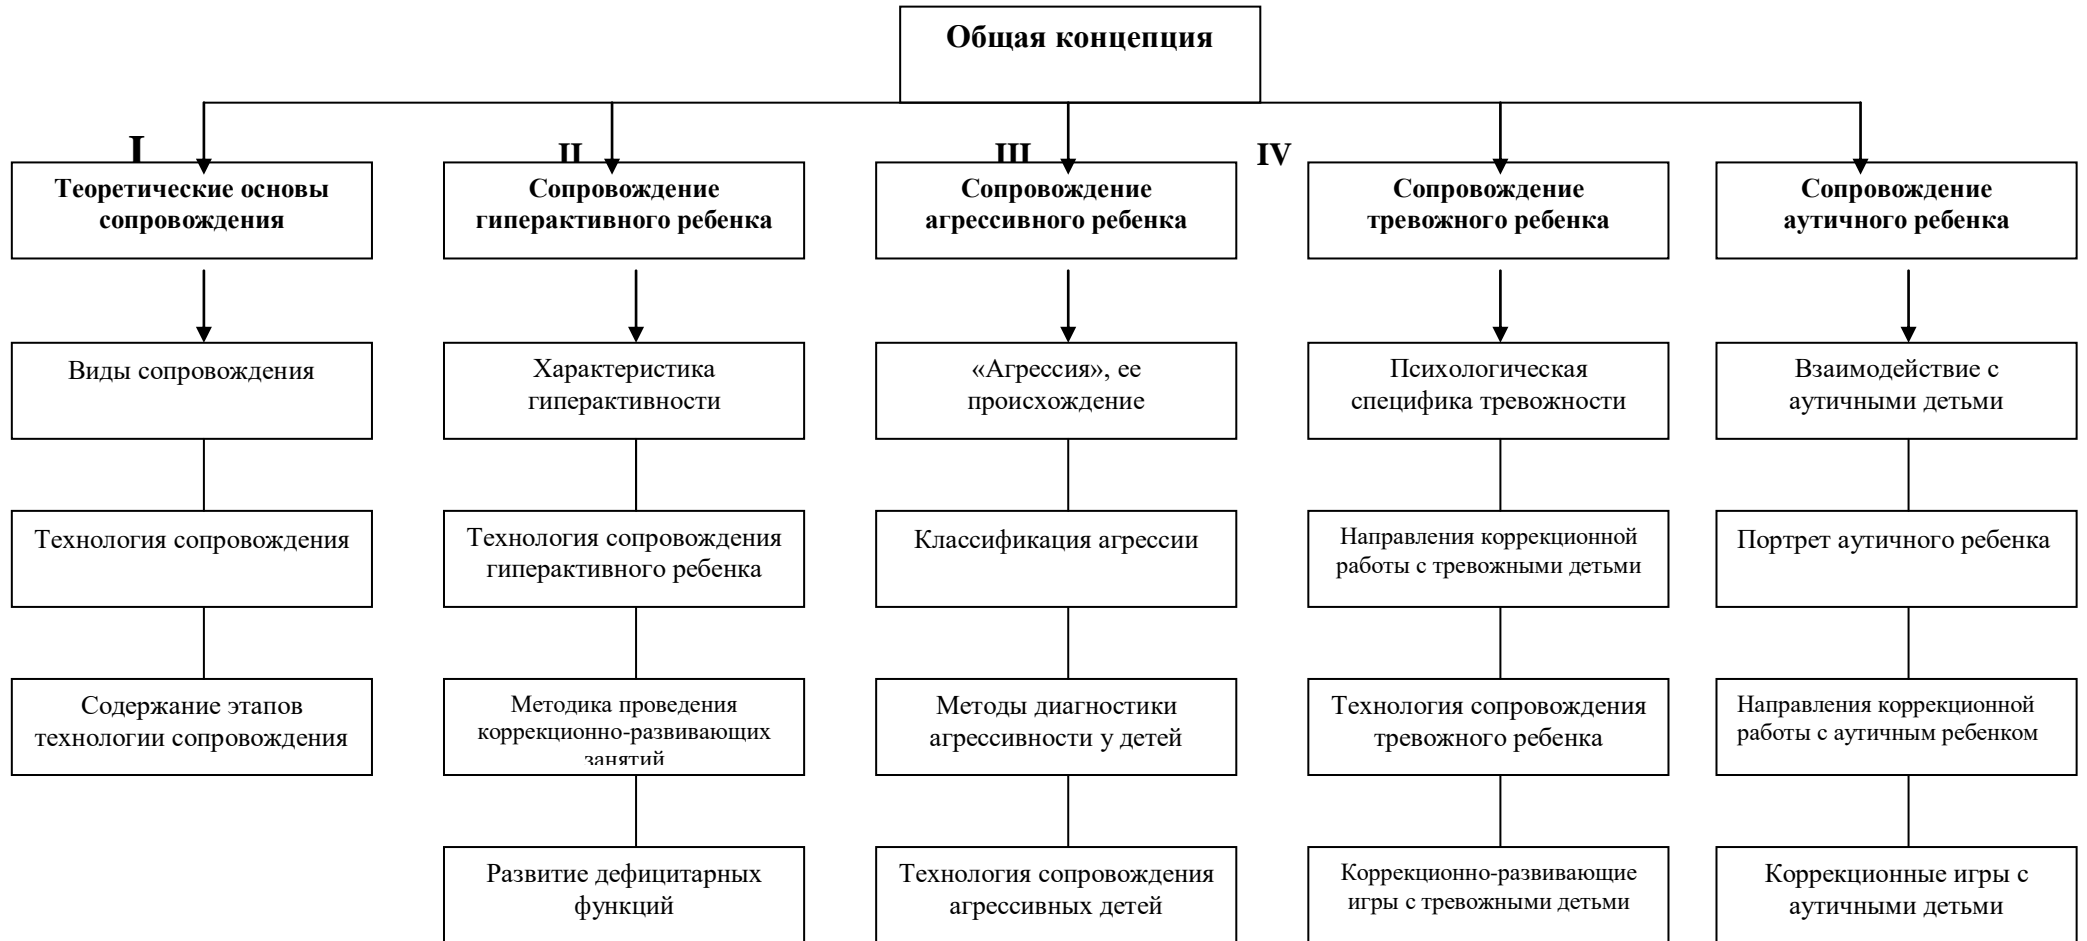 Общая концепция
I
II
III
IV
Теоретические основы
сопровождения
Сопровождение
гиперактивного ребенка
Сопровождение
агрессивного ребенка
Сопровождение
тревожного ребенка
Сопровождение
аутичного ребенка
Виды сопровождения
Характеристика
гиперактивности
«Агрессия», ее
происхождение
Психологическая
специфика тревожности
Взаимодействие с
аутичными детьми
Технология сопровождения
Технология сопровождения
гиперактивного ребенка
Классификация агрессии
Направления коррекционной
работы с тревожными детьми
Портрет аутичного ребенка
Содержание этапов
технологии сопровождения
Методика проведения
коррекционно-развивающих
занятий
Методы диагностики
агрессивности у детей
Технология сопровождения
тревожного ребенка
Направления коррекционной
работы с аутичным ребенком
Развитие дефицитарных
функций
Технология сопровождения
агрессивных детей
Коррекционно-развивающие
игры с тревожными детьми
Коррекционные игры с
аутичными детьми